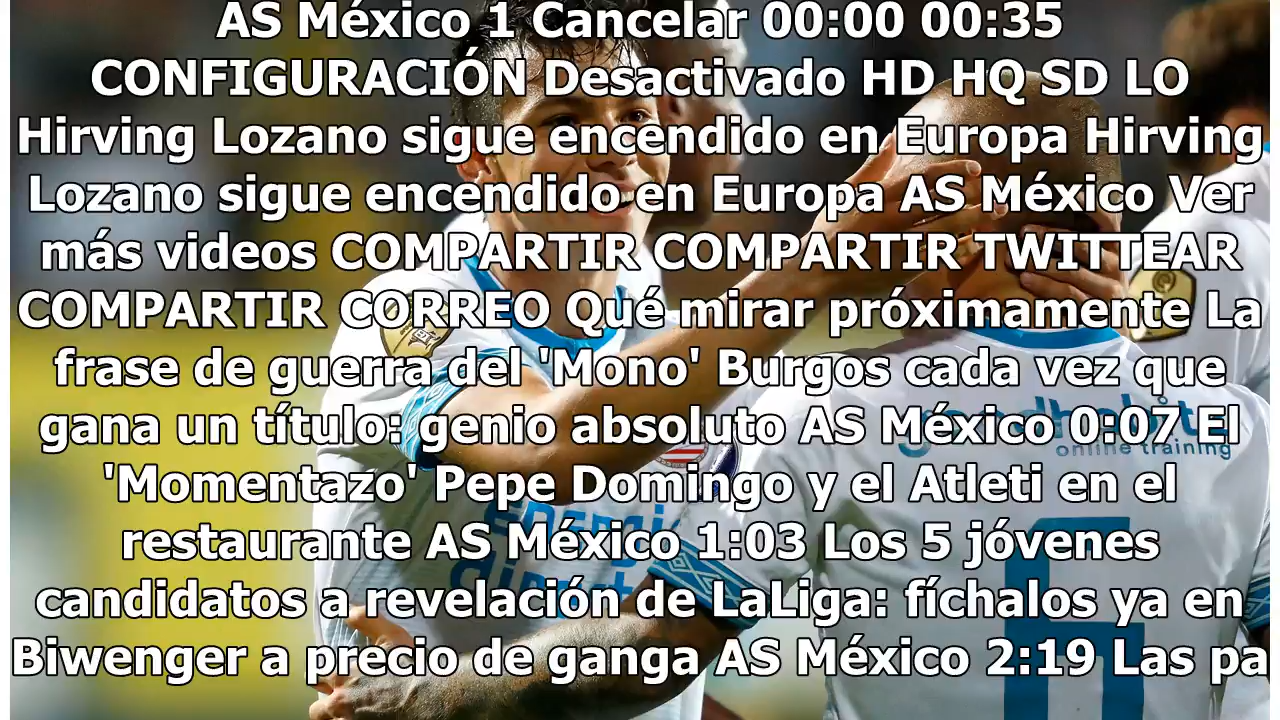 AS México 1 Cancelar 00:00 00:35
CONFIGURACIÓN Desactivado HD HQ SD LO
Hirving Lozano sigue encendido en Europa Hirving
Lozano sigue encendido en Europa AS México Ver
más videos COMPARTIR COMPARTIR TWITTEAR
COMPARTIR CORREO Qué mirar próximamente La
frase de guerra del 'Mono' Burgos cada vez que
gana un título: genio absoluto AS México 0:07 El
'Momentazo' Pepe Domingo y el Atleti en el
restaurante AS México 1:03 Los 5 jóvenes
candidatos a revelación de LaLiga: fíchalos ya en
Biwenger a precio de ganga AS México 2:19 Las pa
online training
6